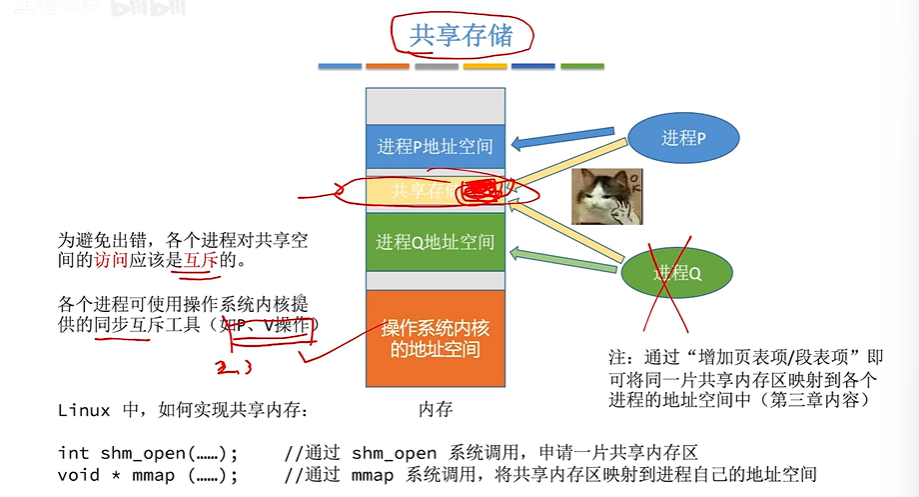 共享存储
进程P地址空间
进程P
共享存
进程Q地址空间
进程Q
为避免出错，各个进程对共享空
间的访问应该是互斥的。
各个进程可使用操作系统内核提
供的同步互斥工具（如P、V操作）
2.3
操作系统内核
的地址空间
注：通过“增加页表项/段表项”即
可将同一片共享内存区映射到各个
进程的地址空间中（第三章内容）
Linux 中，如何实现共享内存：
内存
int shm_open(……); //通过 shm_open 系统调用，申请一片共享内存区
void * mmap (……); //通过 mmap 系统调用，将共享内存区映射到进程自己的地址空间